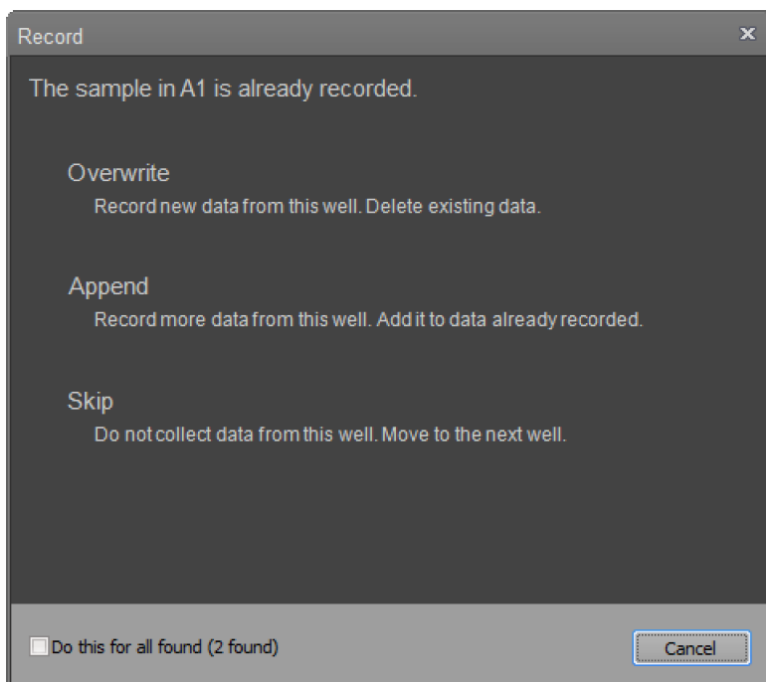 Record
The sample in A1 is already recorded.
Overwrite
Record new data from this well. Delete existing data.
Append
Record more data from this well. Add it to data already recorded.
Skip
Do not collect data from this well. Move to the next well.
Do this for all found (2 found)
Cancel